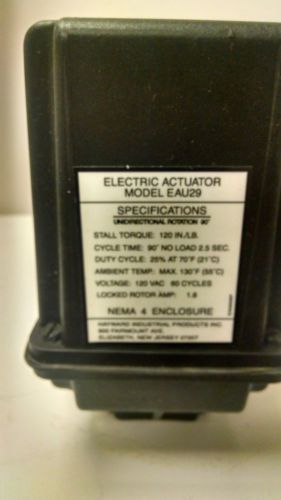 ELECTRIC ACTUATOR
MODEL EAU29
SPECIFICATIONS
UNIDIRECTIONAL ROTATION 90°
STALL TORQUE: 120 IN./LB.
CYCLE TIME: 90° NO LOAD 2.5 SEC.
DUTY CYCLE: 25% AT 70°F (21°C)
AMBIENT TEMP: MAX. 130°F (55°C)
VOLTAGE: 120 VAC 60 CYCLES
LOCKED ROTOR AMP: 1.8
NEMA 4 ENCLOSURE
HAYWARD INDUSTRIAL PRODUCTS INC.
900 FAIRMOUNT AVE.
ELIZABETH, NEW JERSEY 07207